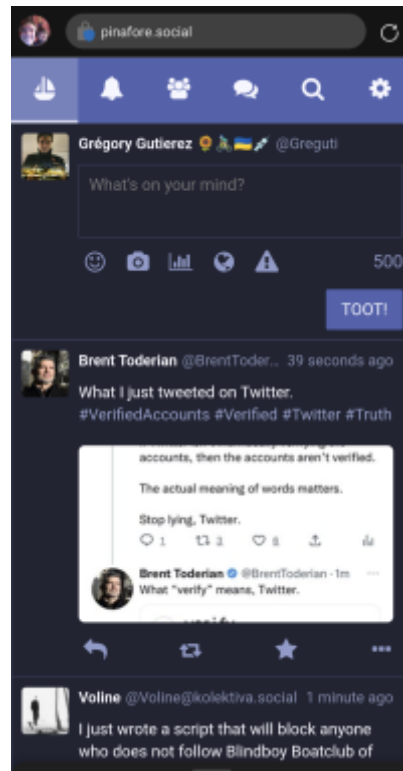 pinafore.social
Grégory Gutierez 🌻🚴🇺🇦💉 @Greguti
What's on your mind?
500
TOOT!
Brent Toderian @BrentToder... 39 seconds ago
What I just tweeted on Twitter.
#VerifiedAccounts #Verified #Twitter #Truth
accounts, then the accounts aren't verified.
The actual meaning of words matters.
Stop lying, Twitter.
1
Brent Toderian @BrentToderian · 1m
What "verify" means, Twitter.
verify
Voline @Voline@kolektiva.social 1 minute ago
I just wrote a script that will block anyone
who does not follow Blindboy Boatclub of